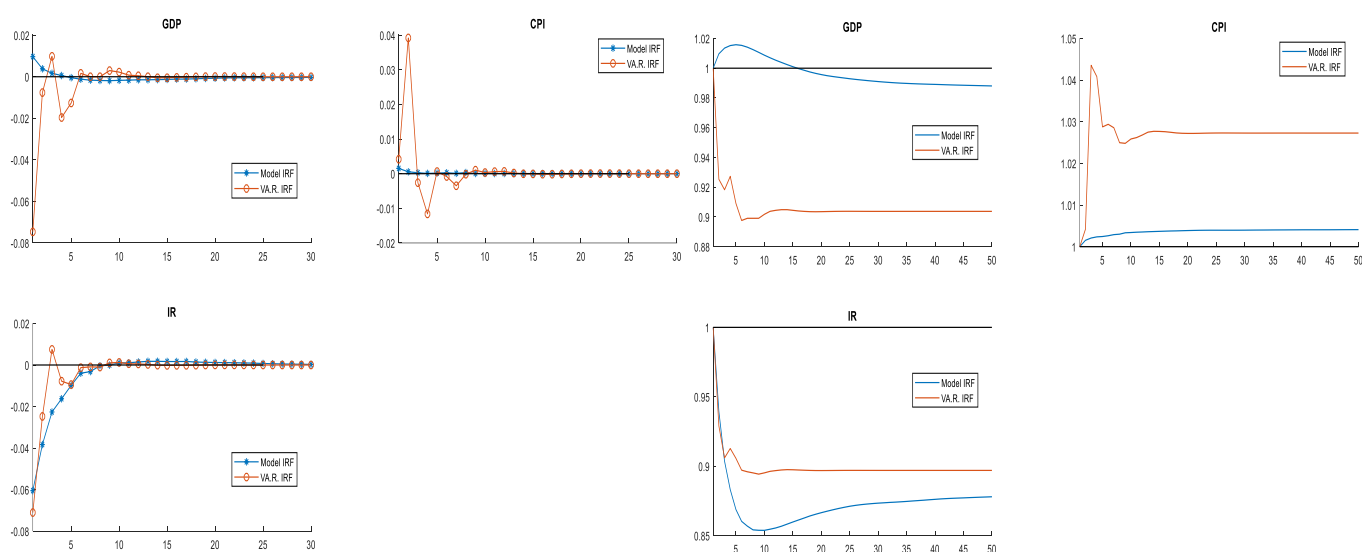 GDP
0.02
0
-0.02
-0.04
-0.06
-0.08
5 10 15 20 25 30
Model IRF
VA.R. IRF
CPI
0.04
0.03
0.02
0.01
0
-0.01
-0.02
5 10 15 20 25 30
Model IRF
VA.R. IRF
GDP
1.02
1
0.98
0.96
0.94
0.92
0.9
0.88
5 10 15 20 25 30 35 40 45 50
Model IRF
VA.R. IRF
CPI
1.05
1.04
1.03
1.02
1.01
1
5 10 15 20 25 30 35 40 45 50
Model IRF
VA.R. IRF
IR
0.02
0
-0.02
-0.04
-0.06
-0.08
5 10 15 20 25 30
Model IRF
VA.R. IRF
IR
1
0.95
0.9
0.85
5 10 15 20 25 30 35 40 45 50
Model IRF
VA.R. IRF